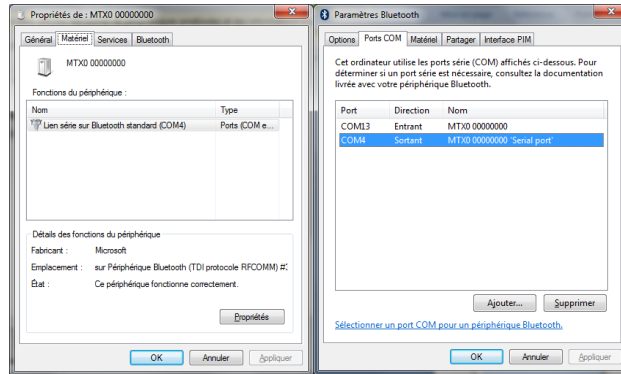 Propriétés de : MTX0 00000000
Général Matériel Services Bluetooth
MTX0 00000000
Fonctions du périphérique :
Nom Type
Lien série sur Bluetooth standard (COM4) Ports (COM e...
Détails des fonctions du périphérique
Fabricant : Microsoft
Emplacement : sur Périphérique Bluetooth (TDI protocole RFCOMM) #
État : Ce périphérique fonctionne correctement.
Propriétés
OK Annuler Appliquer
Paramètres Bluetooth
Options Ports COM Matériel Partager Interface PIM
Cet ordinateur utilise les ports série (COM) affichés ci-dessous. Pour
déterminer si un port série est nécessaire, consultez la documentation
livrée avec votre périphérique Bluetooth.
Port Direction Nom
COM13 Entrant MTX0 00000000
COM4 Sortant MTX0 00000000 'Serial port'
Ajouter... Supprimer
Sélectionner un port COM pour un périphérique Bluetooth.
OK Annuler Appliquer